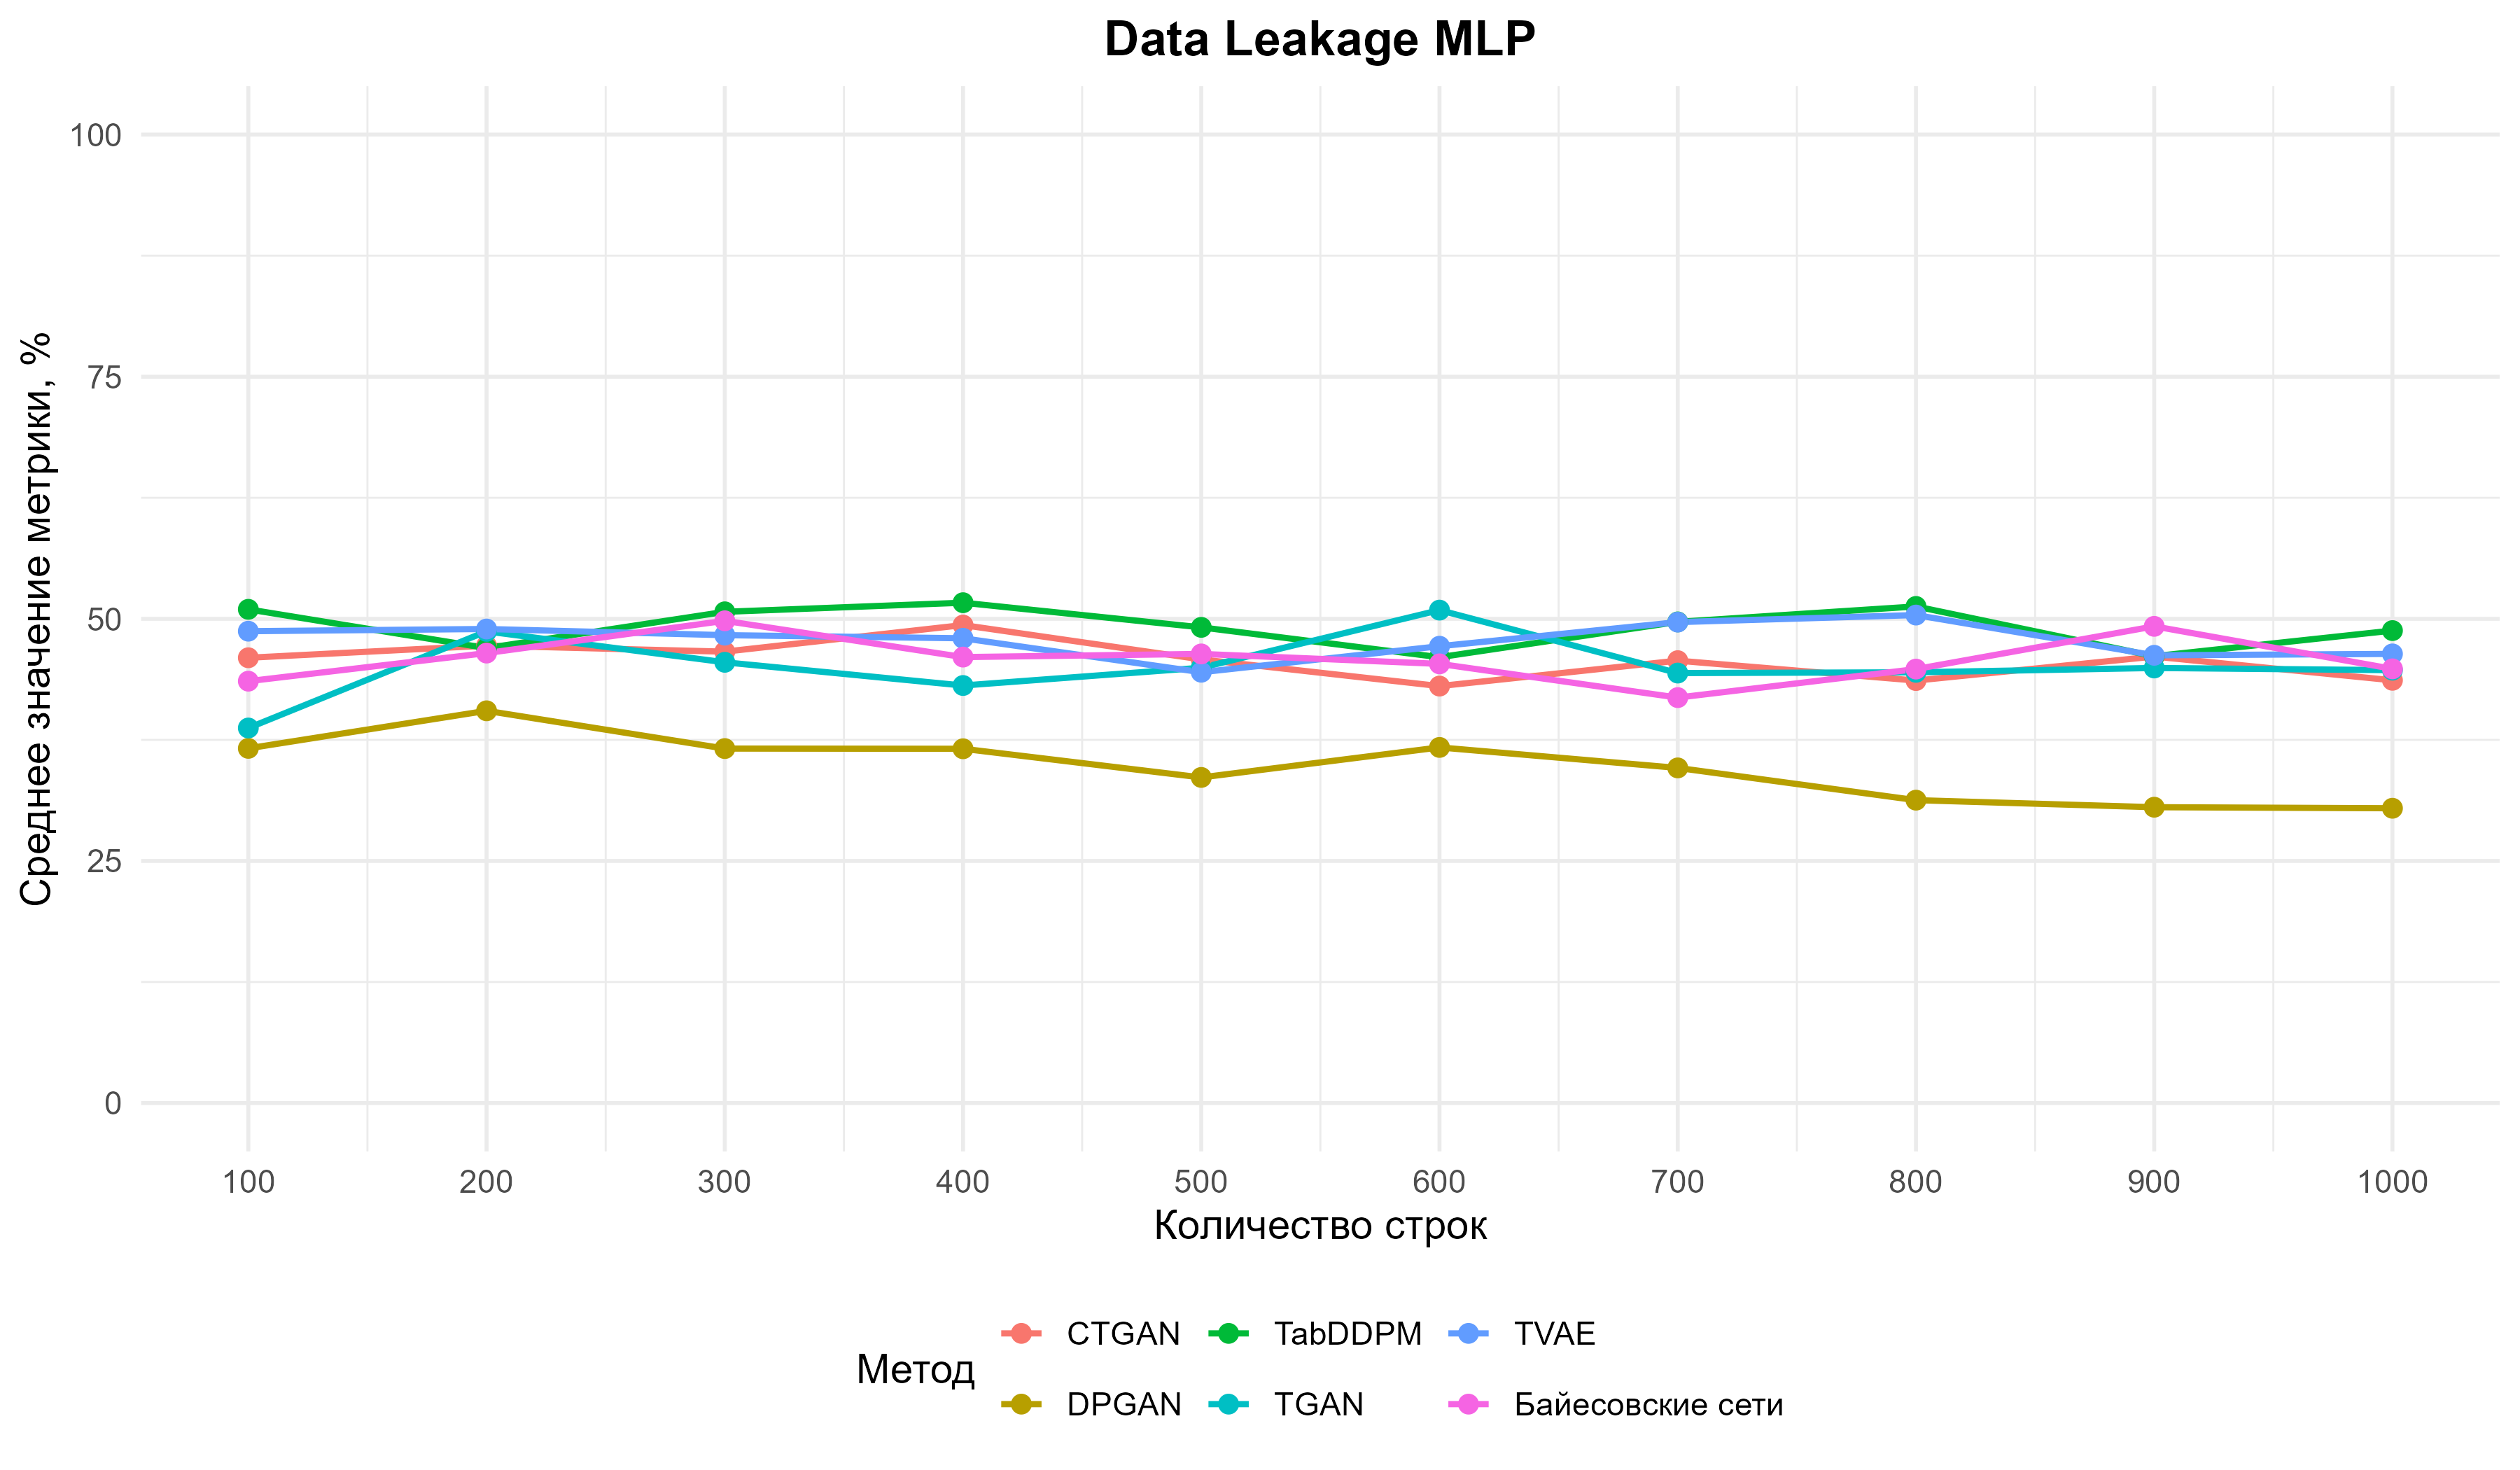 Data Leakage MLP
Среднее значение метрики, %
100
75
50
25
0
100 200 300 400 500 600 700 800 900 1000
Количество строк
Метод
CTGAN TabDDPM TVAE
DPGAN TGAN Байесовские сети